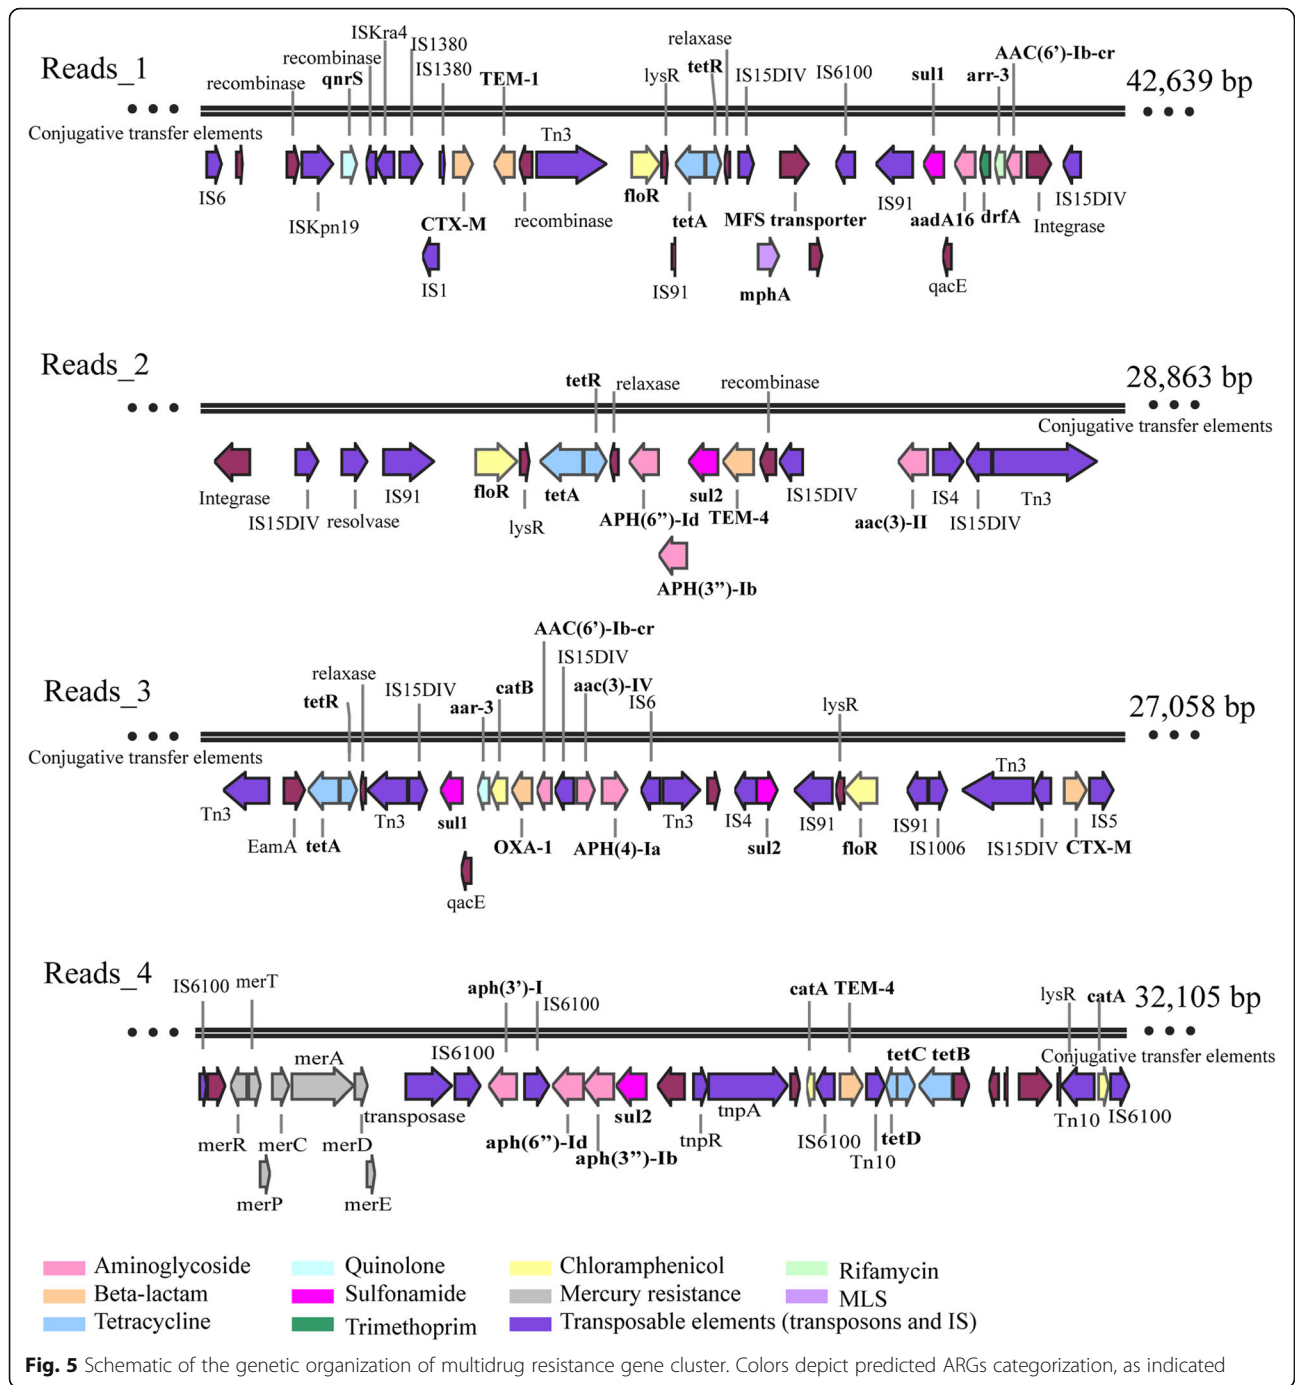 ISKra4
relaxase
Reads_1
recombinase
IS1380
AAC(6’)-Ib-cr
recombinase
qnrS
IS1380
TEM-1
lysR
tetR
IS15DIV
IS6100
sul1
arr-3
42,639 bp
Conjugative transfer elements
Tn3
IS6
ISKpn19
CTX-M
recombinase
floR
tetA
MFS transporter
IS91
aadA16
drfA
Integrase
IS15DIV
IS1
IS91
mphA
qacE
Reads_2
tetR
relaxase
recombinase
28,863 bp
Conjugative transfer elements
Integrase
IS15DIV
resolvase
IS91
floR
lysR
tetA
APH(6”)-Id
sul2
TEM-4
IS15DIV
aac(3)-II
IS4
IS15DIV
Tn3
APH(3”)-Ib
AAC(6’)-Ib-cr
Reads_3
relaxase
tetR
IS15DIV
aar-3
catB
IS15DIV
aac(3)-IV
IS6
lysR
27,058 bp
Conjugative transfer elements
Tn3
Tn3
EamA
tetA
Tn3
sul1
OXA-1
APH(4)-Ia
Tn3
IS4
sul2
IS91
floR
IS91
IS1006
IS15DIV
CTX-M
IS5
qacE
Reads_4
IS6100
merT
aph(3’)-I
IS6100
catA
TEM-4
lysR
catA
32,105 bp
merA
IS6100
tetC
tetB
Conjugative transfer elements
transposase
sul2
tnpA
Tn10
IS6100
merR
merC
merD
aph(6”)-Id
aph(3”)-Ib
tnpR
IS6100
tetD
Tn10
merP
merE
Aminoglycoside
Quinolone
Chloramphenicol
Rifamycin
Beta-lactam
Sulfonamide
Mercury resistance
MLS
Tetracycline
Trimethoprim
Transposable elements (transposons and IS)
Fig. 5 Schematic of the genetic organization of multidrug resistance gene cluster. Colors depict predicted ARGs categorization, as indicated